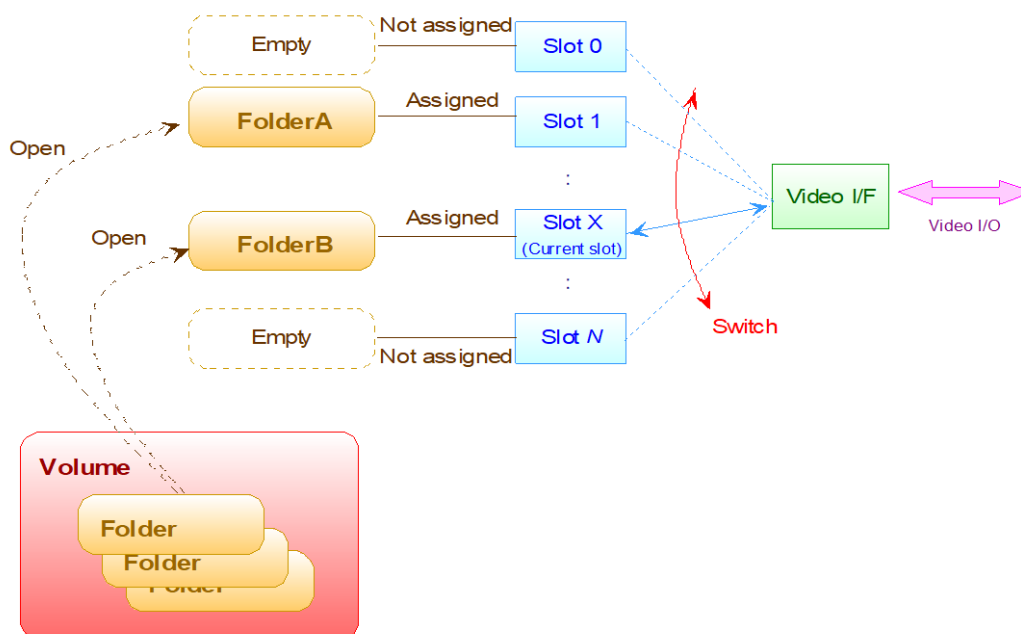 Not assigned
Empty
Slot 0
Assigned
FolderA
Slot 1
Open
:
Video I/F
Video I/O
Assigned
Open
FolderB
Slot X
(Current slot)
:
Empty
Slot N
Not assigned
Switch
Volume
Folder
Folder
Folder